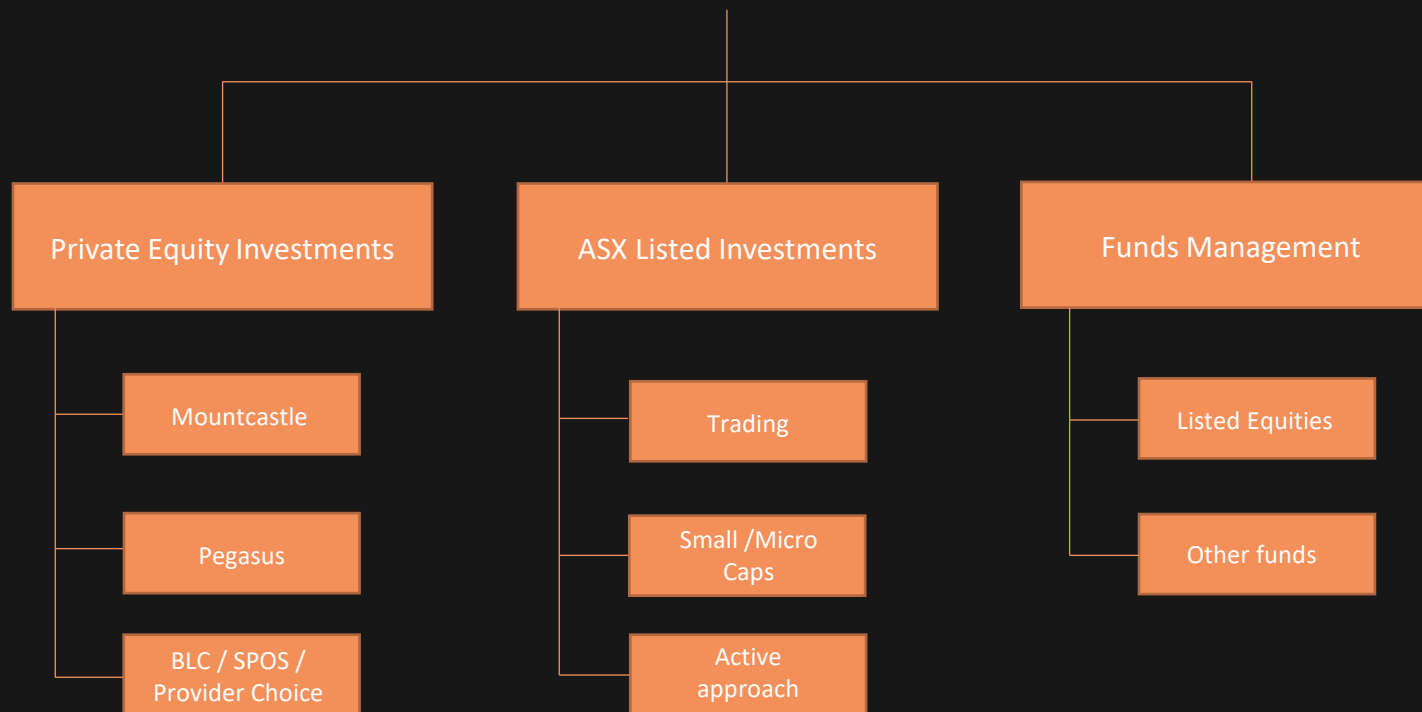 Private Equity Investments
ASX Listed Investments
Funds Management
Mountcastle
Trading
Listed Equities
Pegasus
Small /Micro
Caps
Other funds
BLC / SPOS /
Provider Choice
Active
approach